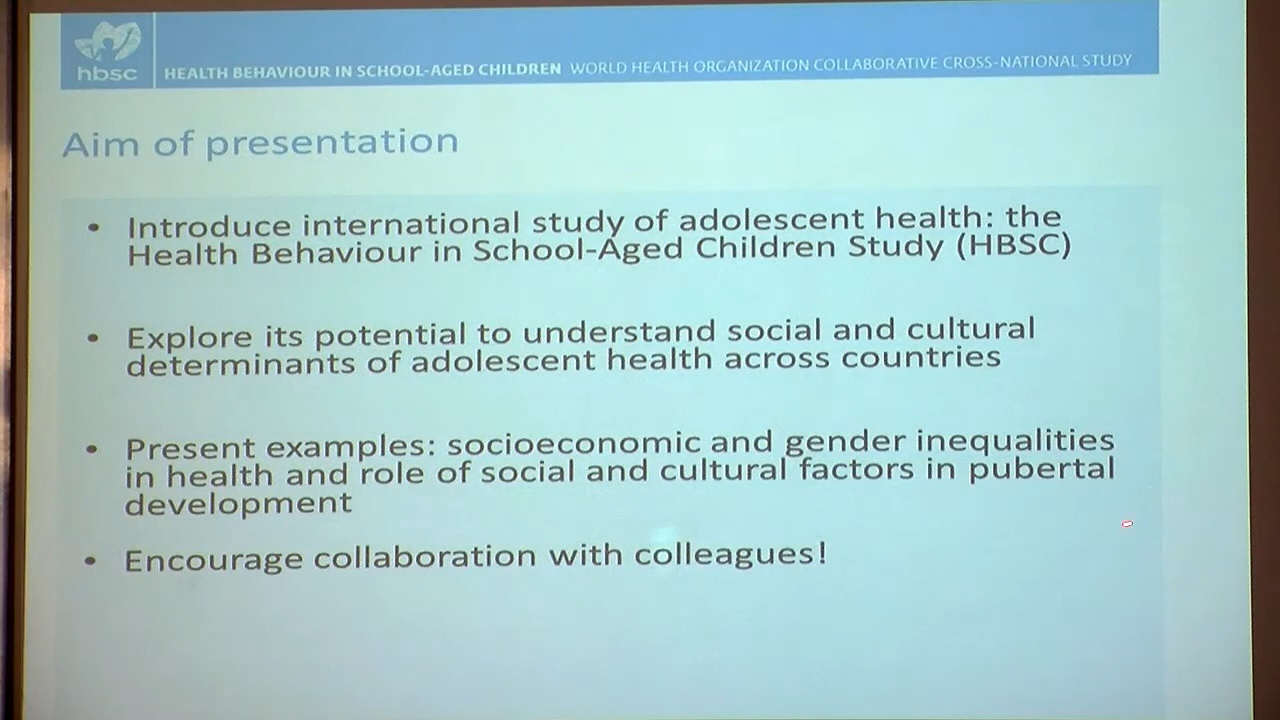 hbsc
HEALTH BEHAVIOUR IN SCHOOL-AGED CHILDREN WORLD HEALTH ORGANIZATION COLLABORATIVE CROSS-NATIONAL STUDY
Aim of presentation
• Introduce international study of adolescent health: the
Health Behaviour in School-Aged Children Study (HBSC)
• Explore its potential to understand social and cultural
determinants of adolescent health across countries
• Present examples: socioeconomic and gender inequalities
in health and role of social and cultural factors in pubertal
development
• Encourage collaboration with colleagues!